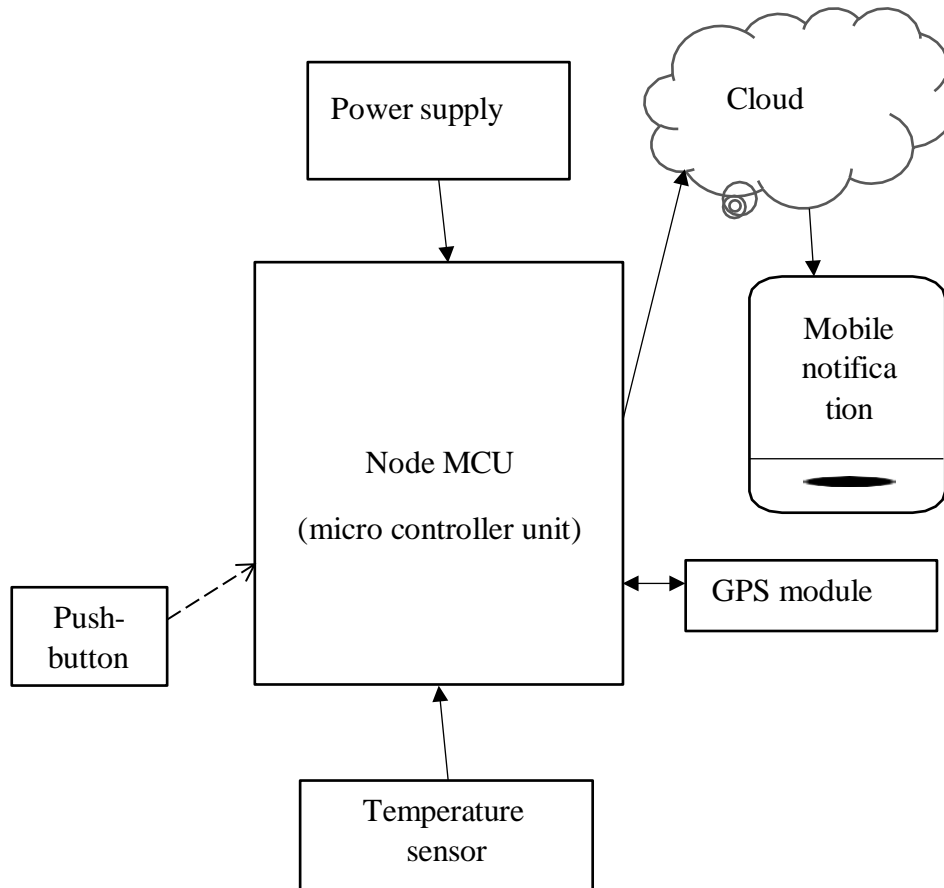 Power supply
Cloud
Mobile
notifica
tion
Node MCU
(micro controller unit)
GPS module
Push-
button
Temperature
sensor